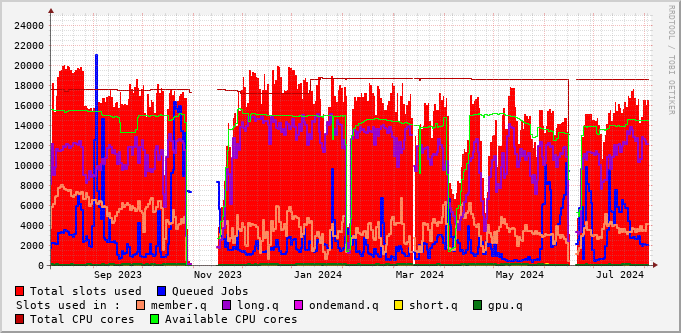 RRDTOOL / TOBI OETIKER
24000
22000
20000
18000
16000
14000
12000
10000
8000
6000
4000
2000
0
Sep 2023 Nov 2023 Jan 2024 Mar 2024 May 2024 Jul 2024
Total slots used Queued Jobs
Slots used in : member.q long.q ondemand.q short.q gpu.q
Total CPU cores Available CPU cores